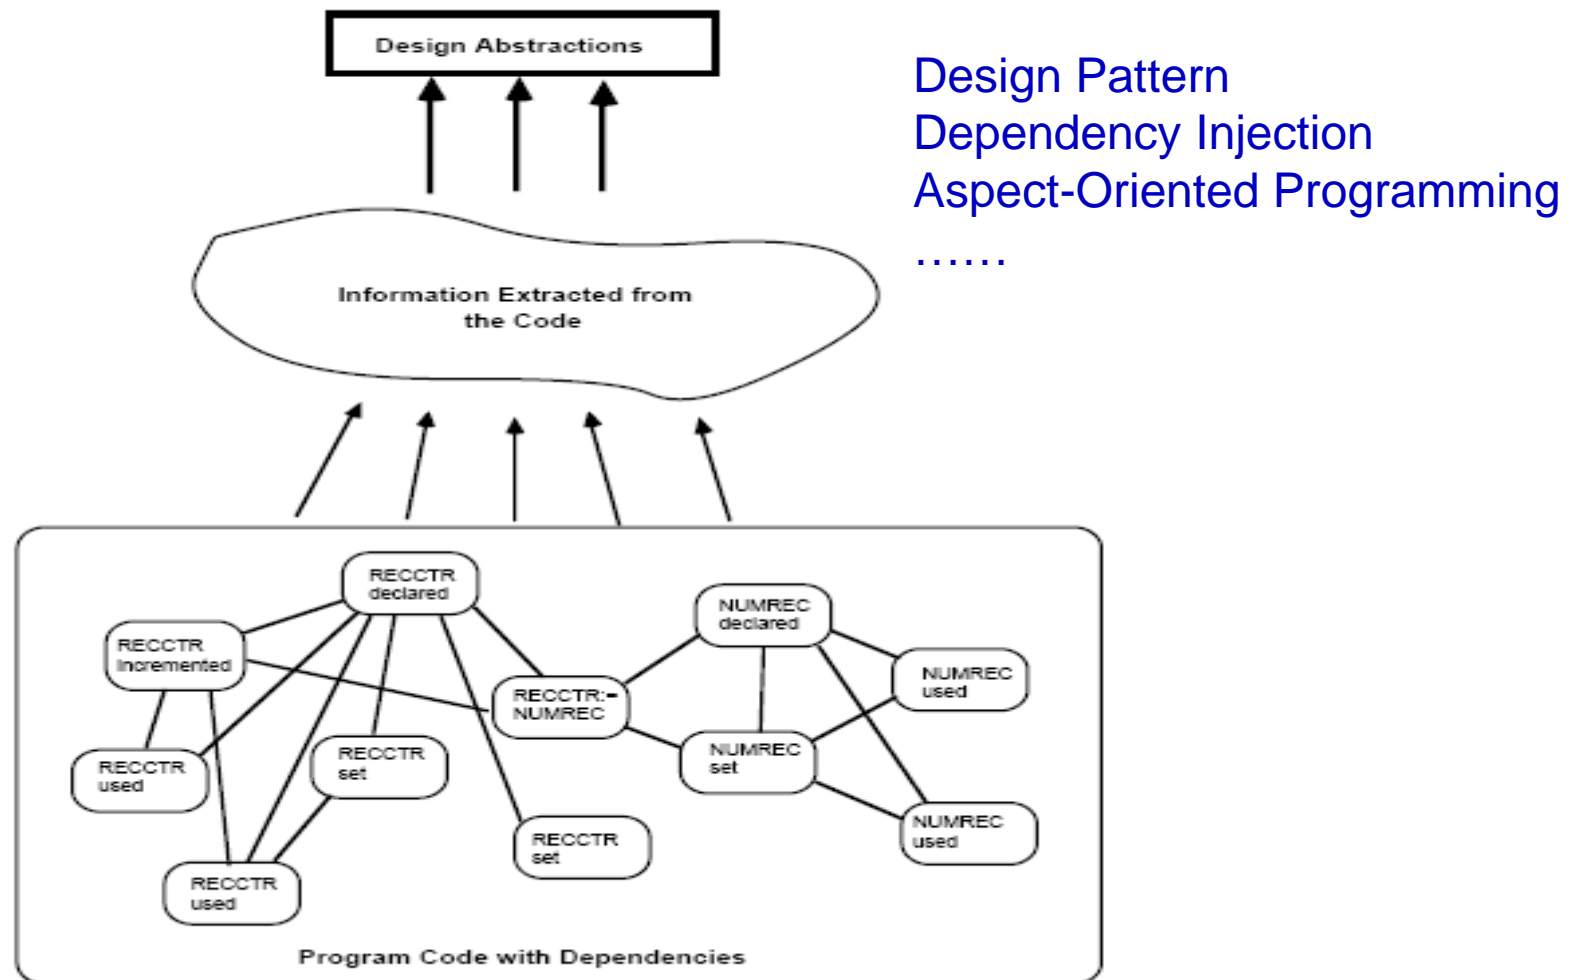 Design Abstractions
Design Pattern
Dependency Injection
Aspect-Oriented Programming
……
Information Extracted from
the Code
RECCTR
declared
NUMREC
declared
RECCTR
Incremented
NUMREC
used
RECCTR:=
NUMREC
RECCTR
used
RECCTR
set
NUMREC
set
RECCTR
set
NUMREC
used
RECCTR
used
Program Code with Dependencies